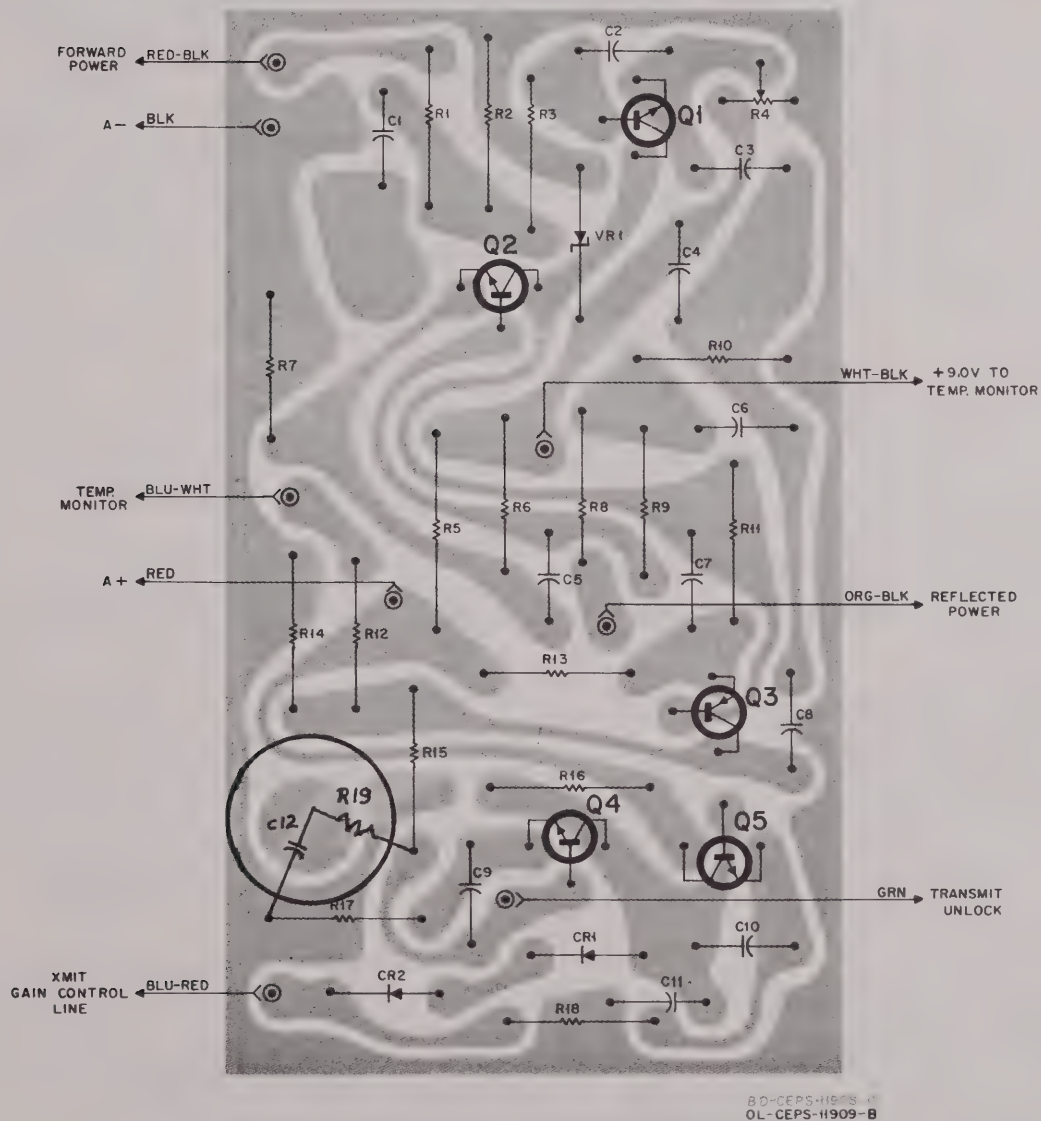 FORWARD
POWER
RED-BLK
A-
BLK
C1
R1
R2
R3
C2
Q1
R4
C3
Q2
VR1
C4
R7
R10
WHT-BLK
+9.0V TO
TEMP. MONITOR
C6
TEMP.
MONITOR
BLU-WHT
R5
R6
R8
R9
R11
A+
RED
C5
C7
ORG-BLK
REFLECTED
POWER
R14
R12
R13
Q3
C8
R15
R16
C12
R19
Q4
Q5
C9
R17
GRN
TRANSMIT
UNLOCK
C10
CR1
XMIT
GAIN CONTROL
LINE
BLU-RED
CR2
C11
R18
OL-CEPS-11909-B